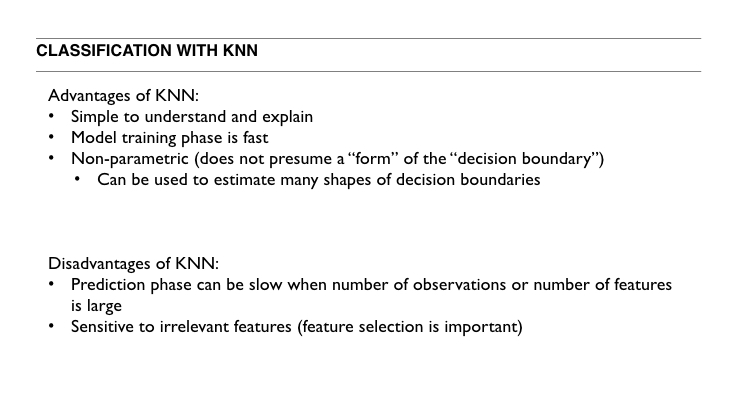 CLASSIFICATION WITH KNN
Advantages of KNN:
• Simple to understand and explain
• Model training phase is fast
• Non-parametric (does not presume a “form” of the “decision boundary”)
• Can be used to estimate many shapes of decision boundaries
Disadvantages of KNN:
• Prediction phase can be slow when number of observations or number of features
is large
• Sensitive to irrelevant features (feature selection is important)